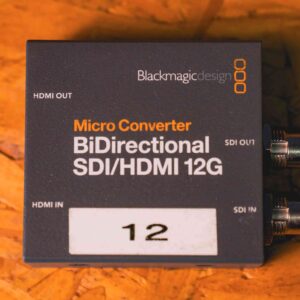 Blackmagicdesign
HDMI OUT
Micro Converter
BiDirectional
SDI OUT
SDI/HDMI 12G
HDMI IN
SDI IN
12